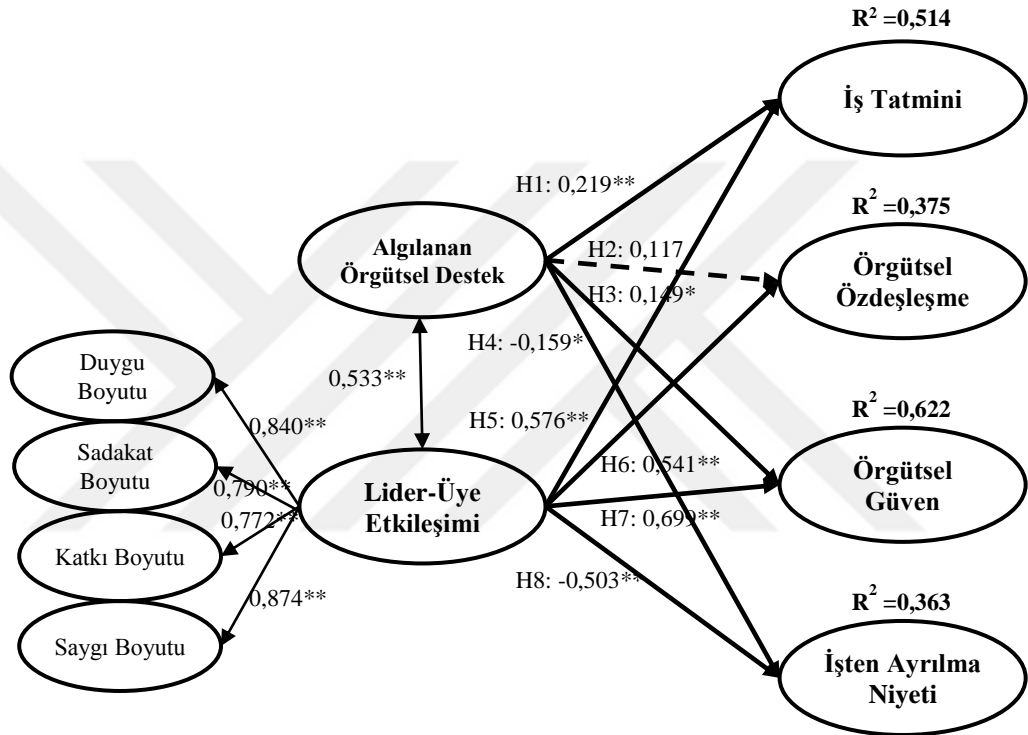 R² =0,514
İş Tatmini
H1: 0,219**
R² =0,375
Algılanan
Örgütsel Destek
H2: 0,117
Örgütsel
Özdeşleşme
H3: 0,149*
H4: -0,159*
Duygu
Boyutu
0,533**
0,840**
H5: 0,576**
R² =0,622
Sadakat
Boyutu
0,790**
Lider-Üye
Etkileşimi
H6: 0,541**
Örgütsel
Güven
0,772**
H7: 0,699**
Katkı Boyutu
H8: -0,503**
0,874**
R² =0,363
Saygı Boyutu
İşten Ayrılma
Niyeti